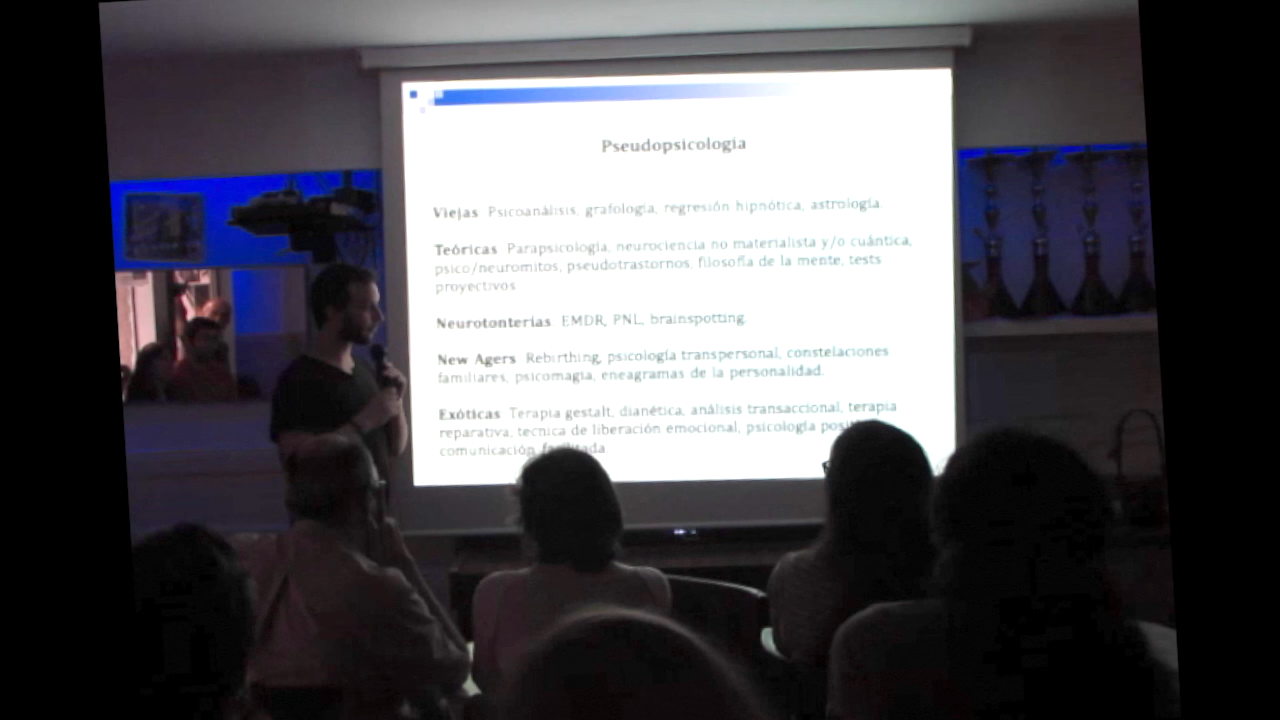 Pseudopsicología
Viejas Psicoanálisis, grafología, regresión hipnótica, astrología.
Teóricas Parapsicología, neurociencia no materialista y/o cuántica,
psico/neuromitos, pseudotrastornos, filosofía de la mente, tests
proyectivos.
Neurotonterías EMDR, PNL, brainspotting.
New Agers Rebirthing, psicología transpersonal, constelaciones
familiares, psicomagia, eneagramas de la personalidad.
Exóticas Terapia gestalt, dianética, análisis transaccional, terapia
reparativa, tecnica de liberación emocional, psicología
comunicación